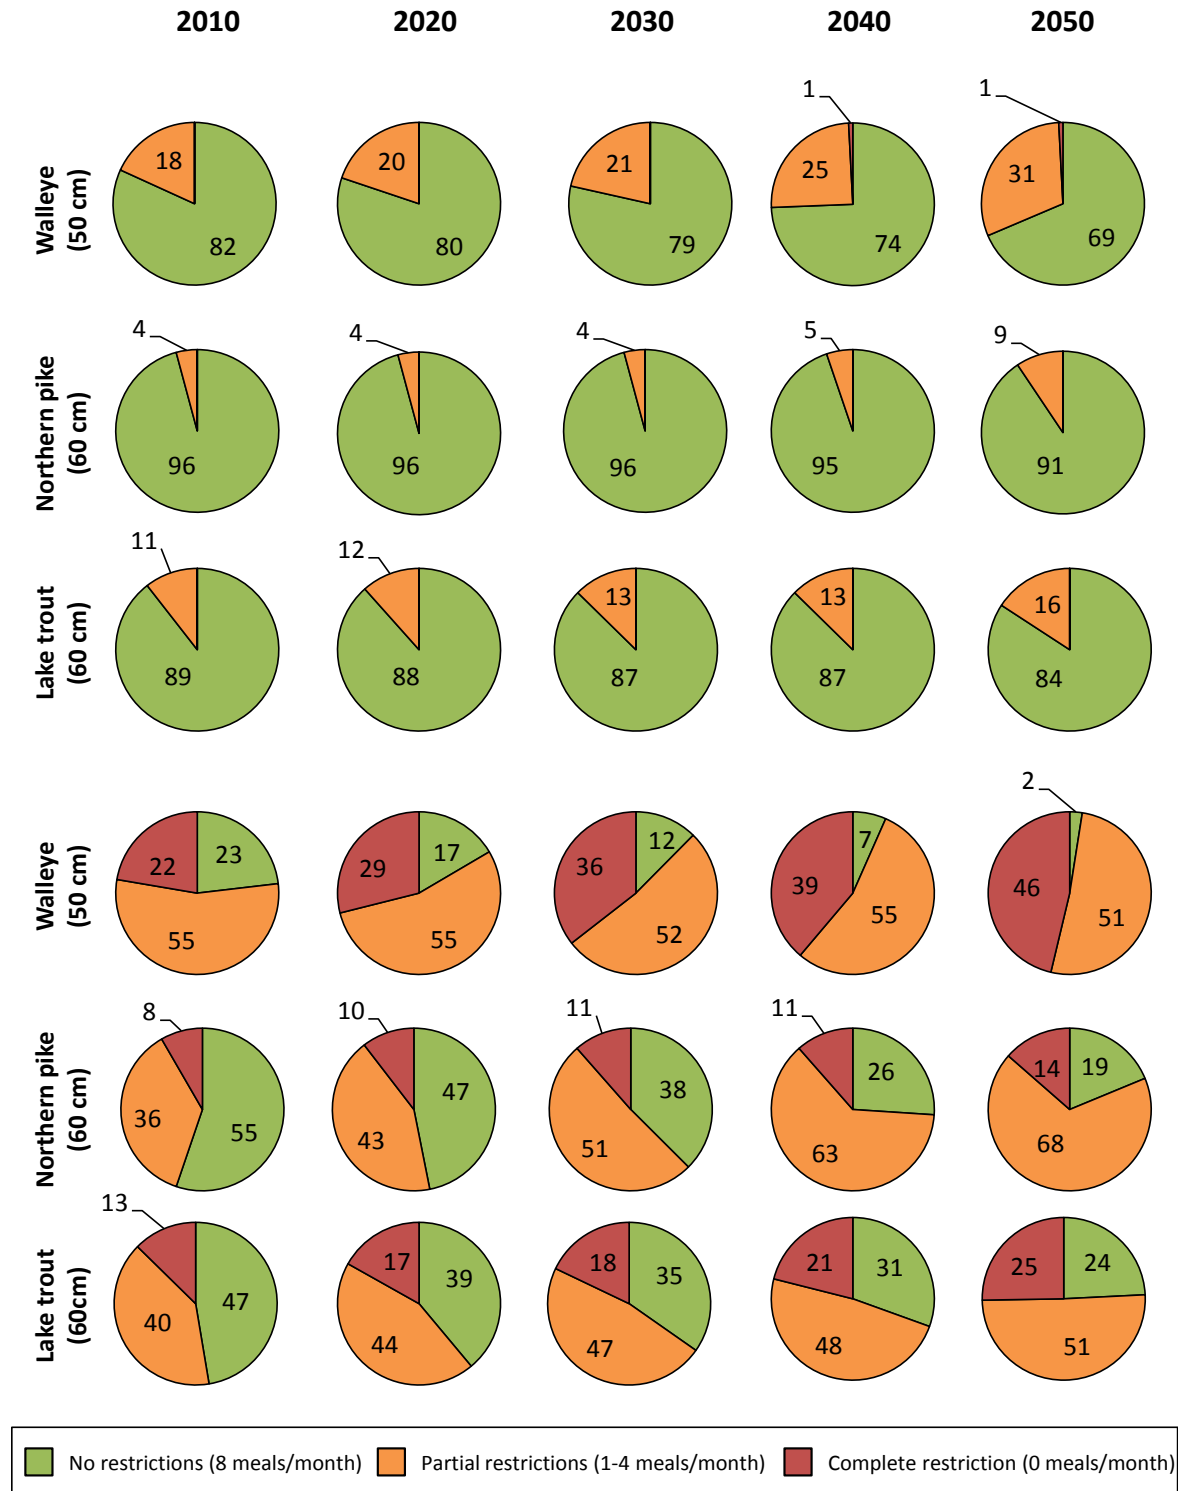 2010 2020 2030 2040 2050
1 1
Walleye
(50 cm)
18 82 20 80 21 79 25 74 31 69
4 4 4 5 9
Northern pike
(60 cm)
96 96 96 95 91
11 12
Lake trout
(60 cm)
89 88 13 87 13 87 16 84
2
Walleye
(50 cm)
22 23 55 29 17 55 36 12 52 39 7 55 46 51
8 10 11 11
Northern pike
(60 cm)
36 55 43 47 51 38 63 26 14 19 68
13
Lake trout
(60cm)
40 47 17 39 44 18 35 47 21 31 48 25 24 51
No restrictions (8 meals/month) Partial restrictions (1-4 meals/month) Complete restriction (0 meals/month)